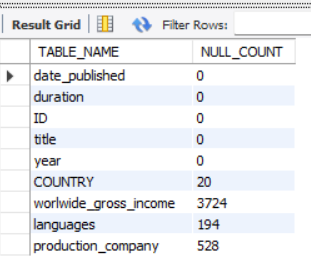 Result Grid Filter Rows:
TABLE_NAME NULL_COUNT
date_published 0
duration 0
ID 0
title 0
year 0
COUNTRY 20
worlwide_gross_income 3724
languages 194
production_company 528